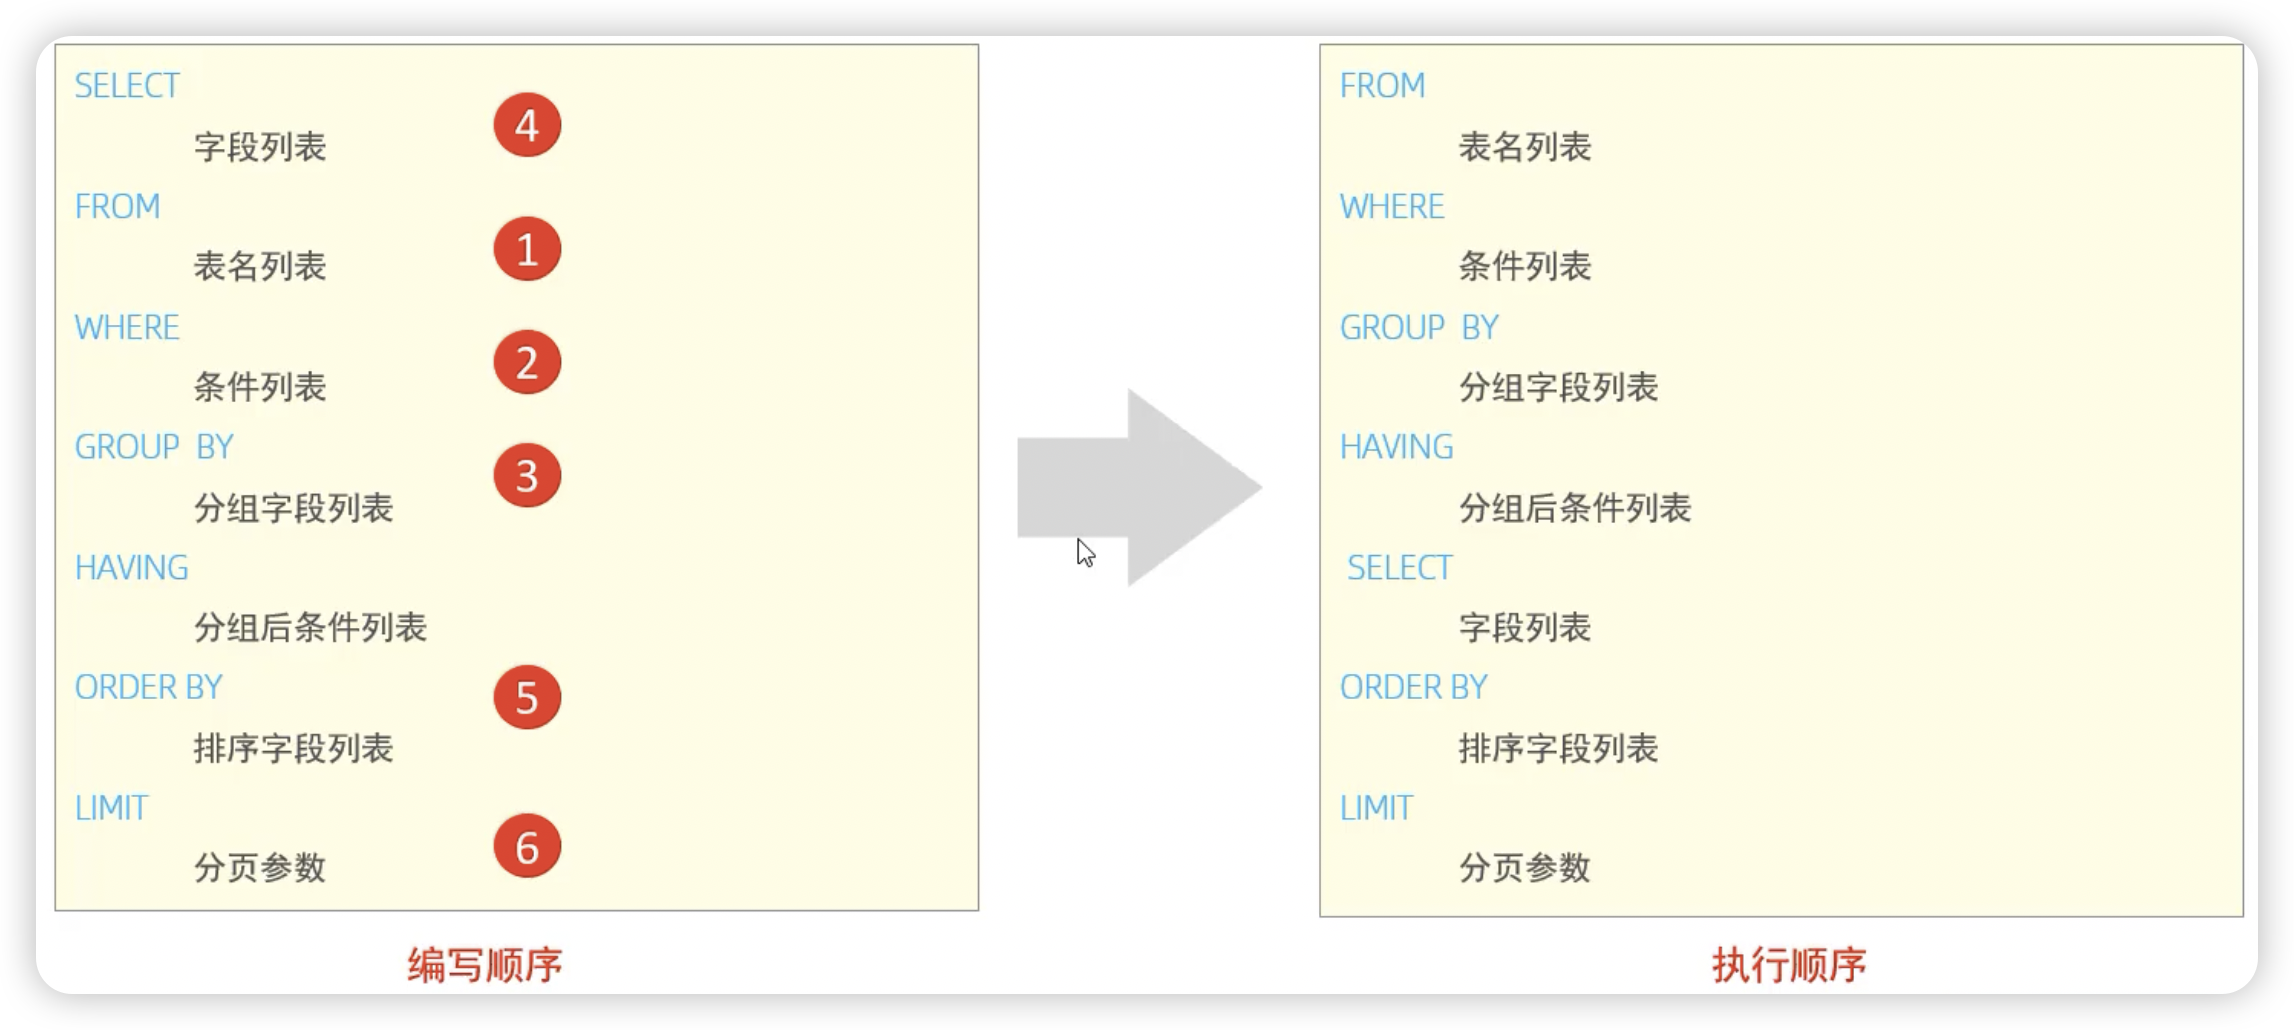 SELECT
4
字段列表
FROM
1
表名列表
WHERE
2
条件列表
GROUP BY
3
分组字段列表
HAVING
分组后条件列表
ORDER BY
5
排序字段列表
LIMIT
6
分页参数
编写顺序
FROM
表名列表
WHERE
条件列表
GROUP BY
分组字段列表
HAVING
分组后条件列表
SELECT
字段列表
ORDER BY
排序字段列表
LIMIT
分页参数
执行顺序